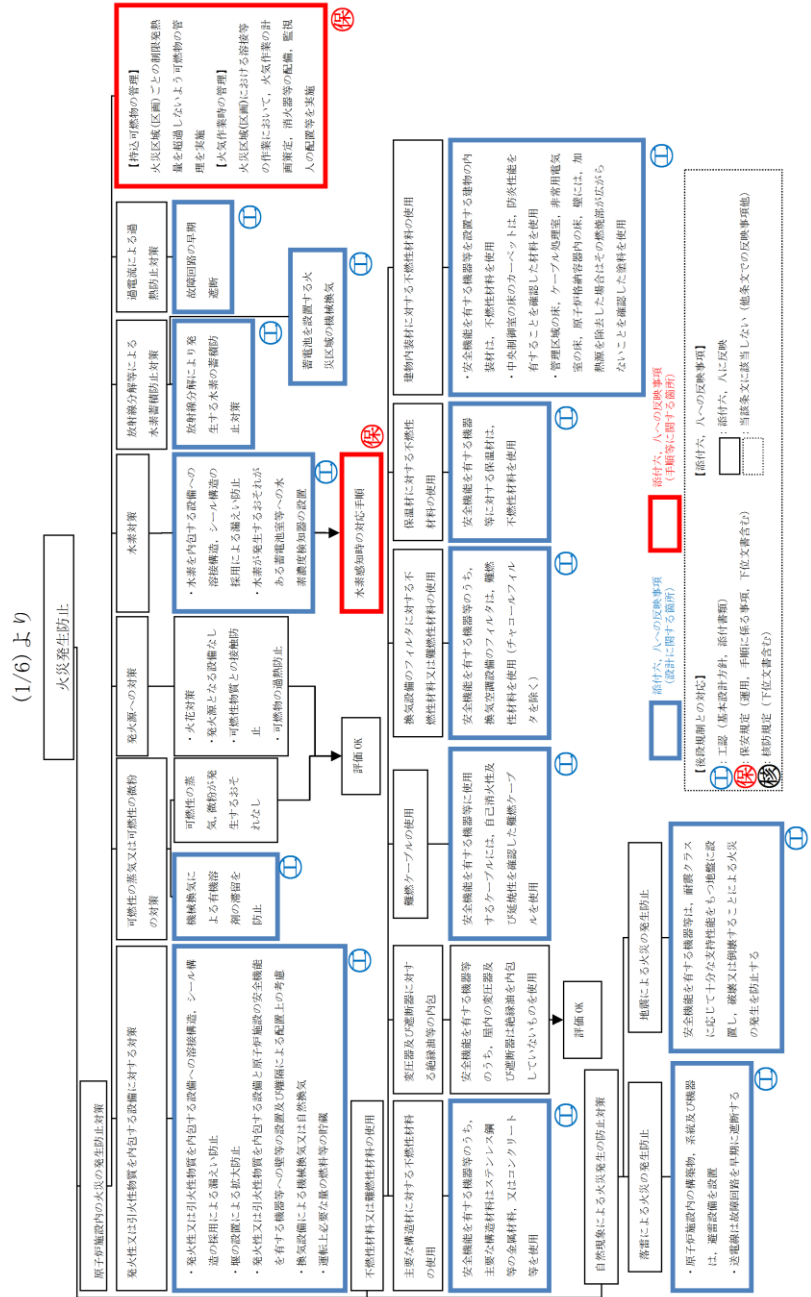 (1/6)より
火災発生防止
原子炉施設内の火災の発生防止対策
発火性又は引火性物質を内包する設備に対する対策
・発火性又は引火性物質を内包する設備への溶接構造，シール構
造の採用による漏えい防止
・堰の設置による拡大防止
・発火性又は引火性物質を内包する設備と原子炉施設の安全機能
を有する機器等への壁等の設置及び離隔による配置上の考慮
・換気設備による機械換気又は自然換気
・運転上必要な量の燃料等の貯蔵
工
可燃性の蒸気又は可燃性の微粉
の対策
機械換気に
よる有機溶
剤の滞留を
防止
工
可燃性の蒸
気，微粉が発
生するおそ
れなし
発火源への対策
・火花対策
・発火源となる設備なし
・可燃性物質との接触防
止
・可燃物の過熱防止
評価 OK
水素対策
・水素を内包する設備への
溶接構造，シール構造の
採用による漏えい防止
・水素が発生するおそれが
ある蓄電池室等への水
素濃度検知器の設置
工
水素感知時の対応手順
保
放射線分解等による
水素蓄積防止対策
放射線分解により発
生する水素の蓄積防
止対策
工
蓄電池を設置する火
災区域の機械換気
工
過電流による過
熱防止対策
故障回路の早期
遮断
工
【持込可燃物の管理】
火災区域(区画)ごとの制限発熱
量を超過しないよう可燃物の管
理を実施
【火気作業時の管理】
火災区域(区画)における溶接等
の作業において，火気作業の計
画策定，消火器等の配備，監視
人の配置等を実施
保
不燃性材料又は難燃性材料の使用
主要な構造材に対する不燃性材料
の使用
安全機能を有する機器等のうち，
主要な構造材料はステンレス鋼
等の金属材料，又はコンクリート
等を使用
工
変圧器及び遮断器に対す
る絶縁油等の内包
安全機能を有する機器等
のうち，屋内の変圧器及
び遮断器は絶縁油を内包
していないものを使用
評価 OK
難燃ケーブルの使用
安全機能を有する機器等に使用
するケーブルには，自己消火性及
び延焼性を確認した難燃ケーブ
ルを使用
工
換気設備のフィルタに対する不
燃性材料又は難燃性材料の使用
安全機能を有する機器等のうち，
換気空調設備のフィルタは，難燃
性材料を使用（チャコールフィル
タを除く）
工
保温材に対する不燃性
材料の使用
安全機能を有する機器
等に対する保温材は，
不燃性材料を使用
工
建物内装材に対する不燃性材料の使用
・安全機能を有する機器等を設置する建物の内
装材は，不燃性材料を使用
・中央制御室の床のカーペットは，防炎性能を
有することを確認した材料を使用
・管理区域の床，ケーブル処理室，非常用電気
室の床，原子炉格納容器内の床，壁には，加
熱源を除去した場合はその燃焼部が広がら
ないことを確認した塗料を使用
工
自然現象による火災発生の防止対策
落雷による火災の発生防止
・原子炉施設内の構築物，系統及び機器
は，避雷設備を設置
・送電線は故障回路を早期に遮断する
工
地震による火災の発生防止
安全機能を有する機器等は，耐震クラス
に応じて十分な支持性能をもつ地盤に設
置し，破壊又は倒壊することによる火災
の発生を防止する
工
添付六，八への反映事項
（設計に関する箇所）
添付六，八への反映事項
（手順等に関する箇所）
【後段規制との対応】
工：工認（基本設計方針，添付書類）
保：保安規定（運用，手順に係る事項，下位文書含む）
核：核防規定（下位文書含む）
【添付六，八への反映事項】
：添付六，八に反映
：当該条文に該当しない（他条文での反映事項他）